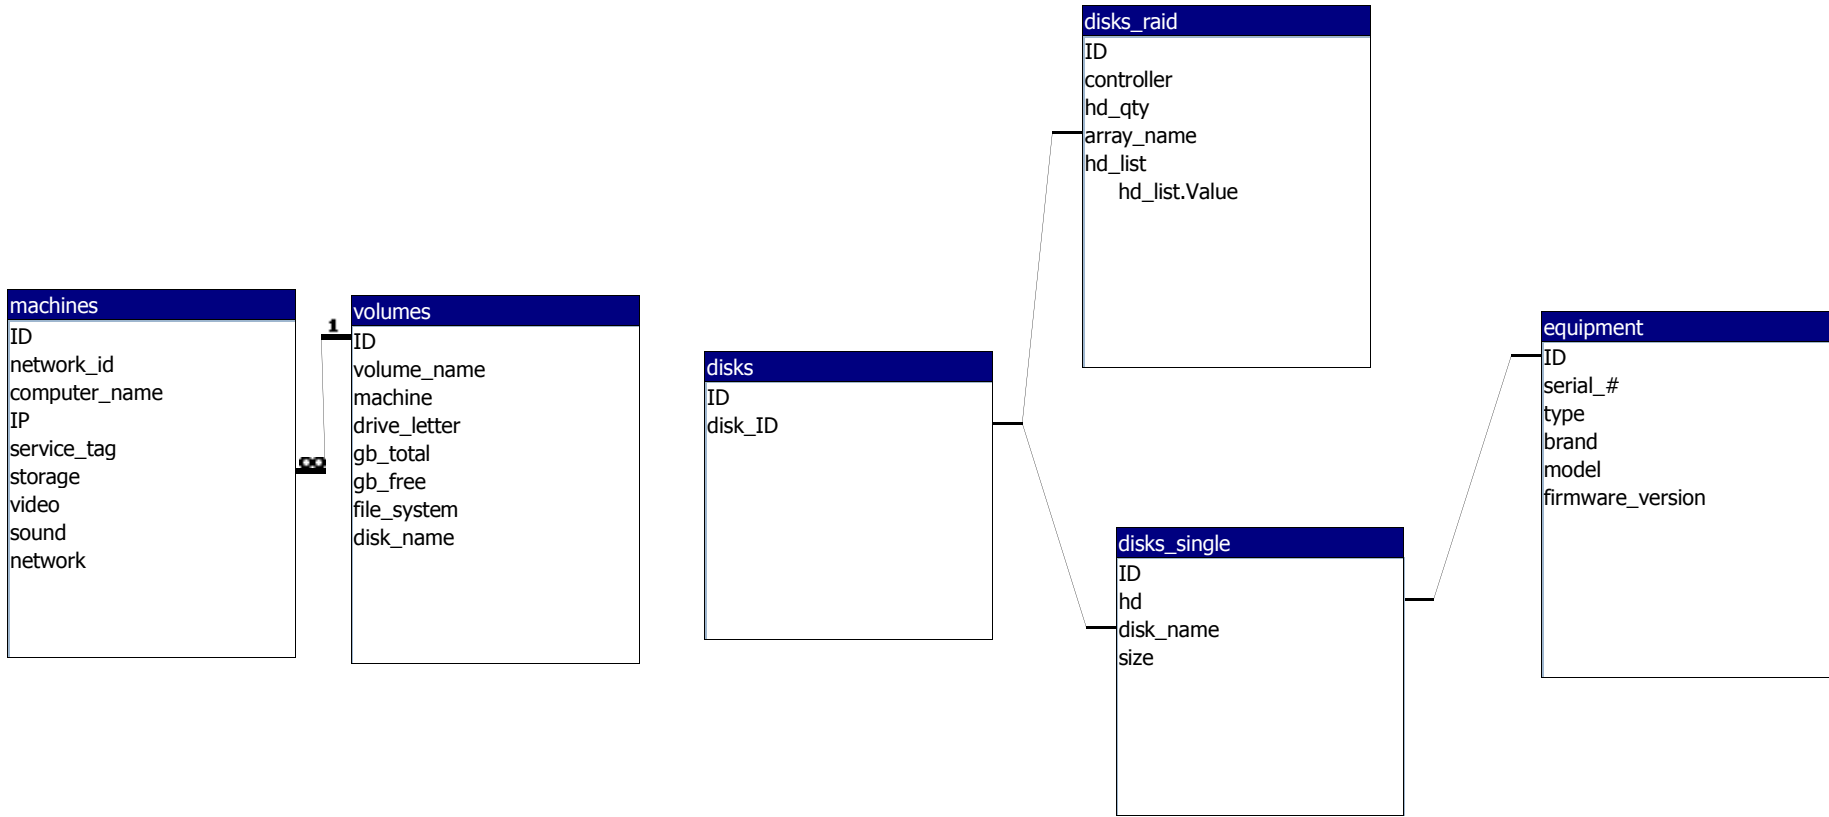 machines
ID
network_id
computer_name
IP
service_tag
storage
video
sound
network
1
∞
volumes
ID
volume_name
machine
drive_letter
gb_total
gb_free
file_system
disk_name
disks
ID
disk_ID
disks_raid
ID
controller
hd_qty
array_name
hd_list
hd_list.Value
disks_single
ID
hd
disk_name
size
equipment
ID
serial_#
type
brand
model
firmware_version